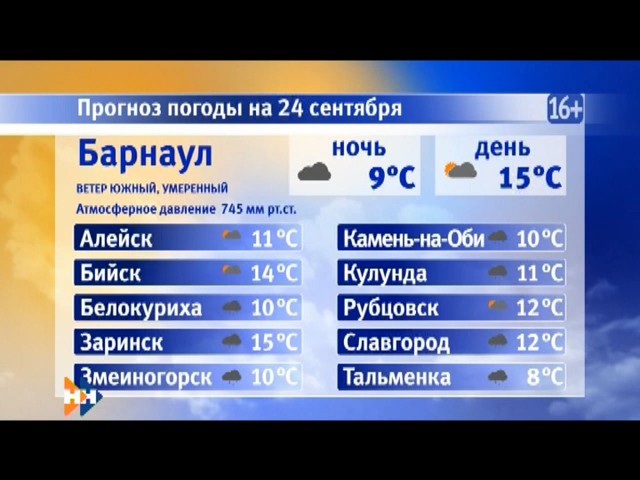 Прогноз погоды на 24 сентября
16+
Барнаул
ночь
9°С
день
15°С
ВЕТЕР ЮЖНЫЙ, УМЕРЕННЫЙ
Атмосферное давление 745 мм рт.ст.
Алейск 11°С
Бийск 14°С
Белокуриха 10°С
Заринск 15°С
Змеиногорск 10°С
Камень-на-Оби 10°С
Кулунда 11°С
Рубцовск 12°С
Славгород 12°С
Тальменка 8°С
НН